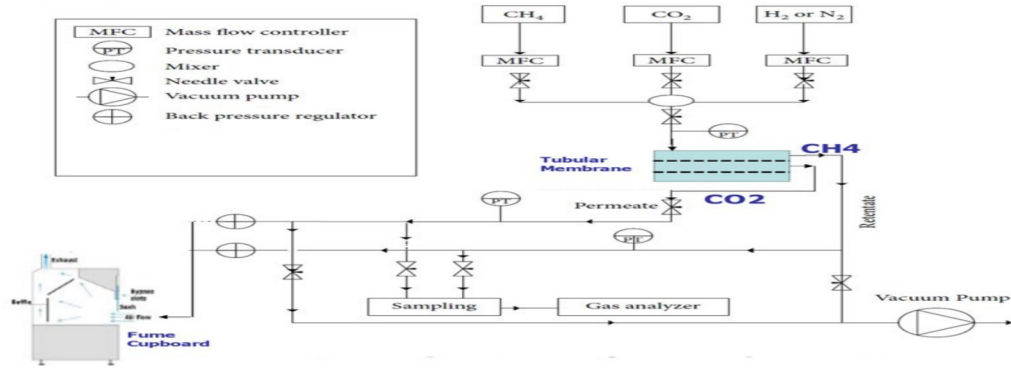 MFC Mass flow controller
PT Pressure transducer
Mixer
Needle valve
Vacuum pump
Back pressure regulator
CH₄
CO₂
H₂ or N₂
MFC
MFC
MFC
PT
CH4
Tubular
Membrane
CO2
Permeate
PT
Retentate
PT
Sampling
Gas analyzer
Vacuum Pump
Exhaust
Baffle
Bypass
slots
Sash
Air flow
Fume
Cupboard